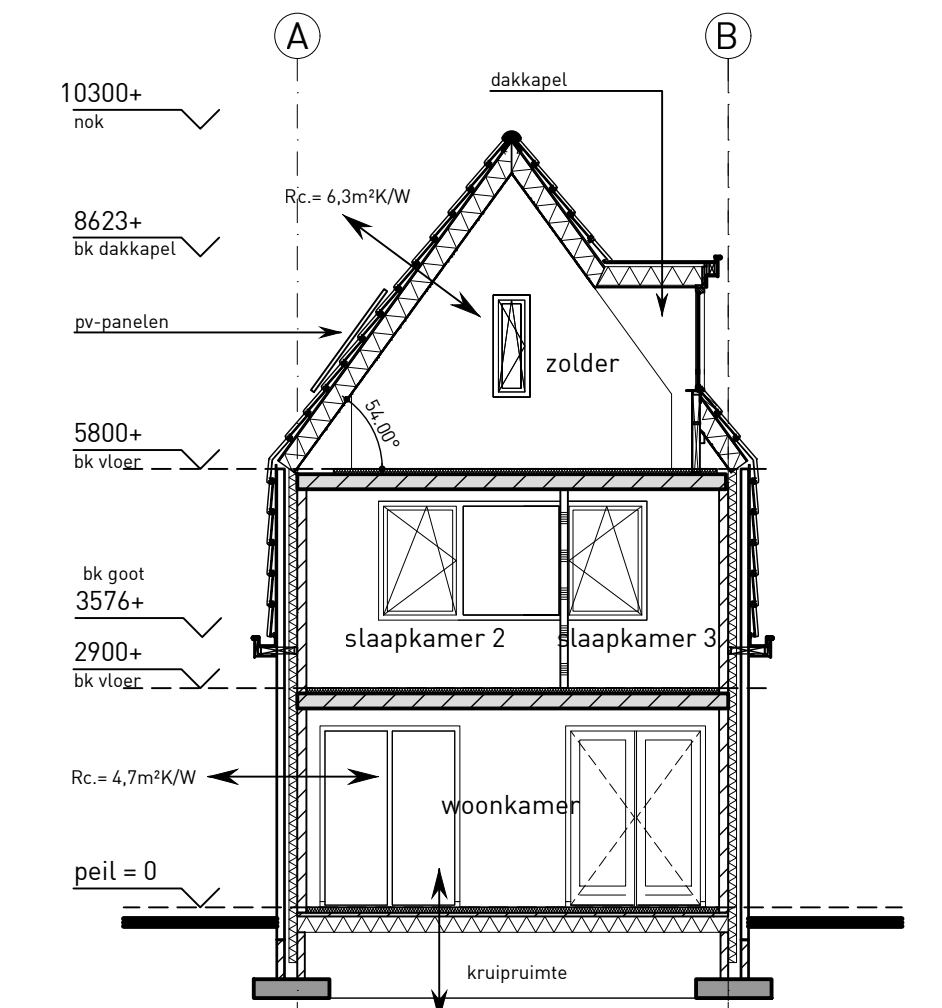 A
B
dakkapel
10300+
nok
Rc.= 6,3m²K/W
8623+
bk dakkapel
pv-panelen
zolder
54.00°
5800+
bk vloer
bk goot
3576+
slaapkamer 2
slaapkamer 3
2900+
bk vloer
Rc.= 4,7m²K/W
woonkamer
peil = 0
kruipruimte